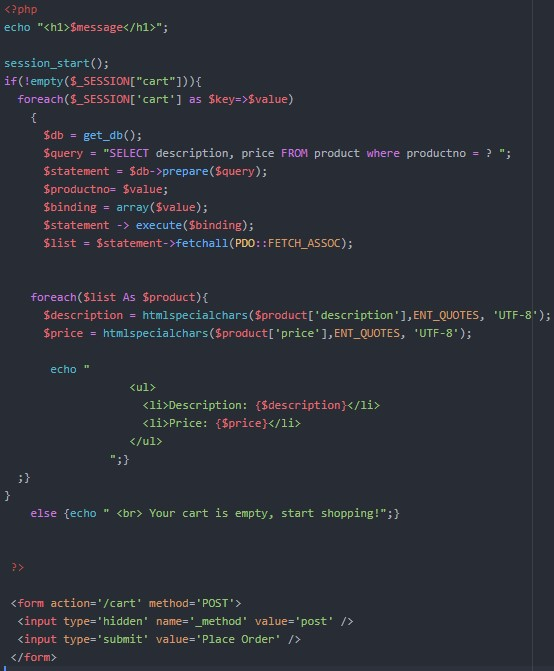 <?php
echo "<h1>$message</h1>";
session_start();
if(!empty($_SESSION["cart"])){
foreach($_SESSION['cart'] as $key=>$value)
{
$db = get_db();
$query = "SELECT description, price FROM product where productno = ? ";
$statement = $db->prepare($query);
$productno= $value;
$binding = array($value);
$statement -> execute($binding);
$list = $statement->fetchall(PDO::FETCH_ASSOC);
foreach($list As $product){
$description = htmlspecialchars($product['description'],ENT_QUOTES, 'UTF-8');
$price = htmlspecialchars($product['price'],ENT_QUOTES, 'UTF-8');
echo "
<ul>
<li>Description: {$description}</li>
<li>Price: {$price}</li>
</ul>
";}
;}
}
else {echo " <br> Your cart is empty, start shopping!";}
?>
<form action='/cart' method='POST'>
<input type='hidden' name='_method' value='post' />
<input type='submit' value='Place Order' />
</form>